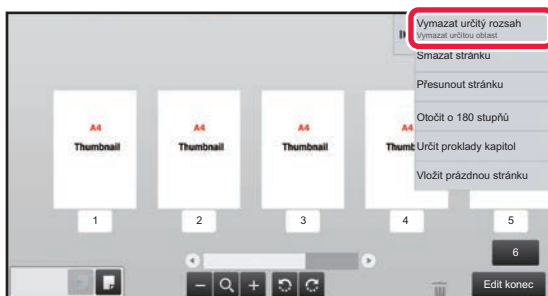 Vymazat určitý rozsah
Vymazat určitou oblast
Smazat stránku
Přesunout stránku
Otočit o 180 stupňů
Určit proklady kapitol
Vložit prázdnou stránku
A4
Thumbnail
A4
Thumbnail
A4
Thumbnail
A4
Thumb
1
2
3
4
5
6
Edit konec